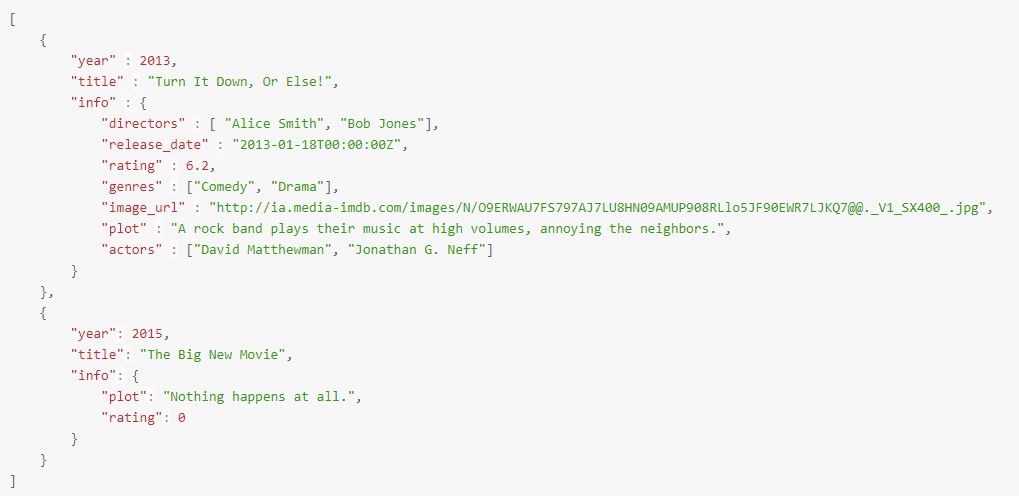 [
    {
        "year" : 2013,
        "title" : "Turn It Down, Or Else!",
        "info" : {
            "directors" : [ "Alice Smith", "Bob Jones"],
            "release_date" : "2013-01-18T00:00:00Z",
            "rating" : 6.2,
            "genres" : ["Comedy", "Drama"],
            "image_url" : "http://ia.media-imdb.com/images/N/O9ERWAU7FS797AJ7LU8HN09AMUP908RLlo5JF90EWR7LJKQ7@@._V1_SX400_.jpg",
            "plot" : "A rock band plays their music at high volumes, annoying the neighbors.",
            "actors" : ["David Matthewman", "Jonathan G. Neff"]
        }
    },
    {
        "year": 2015,
        "title": "The Big New Movie",
        "info": {
            "plot": "Nothing happens at all.",
            "rating": 0
        }
    }
]